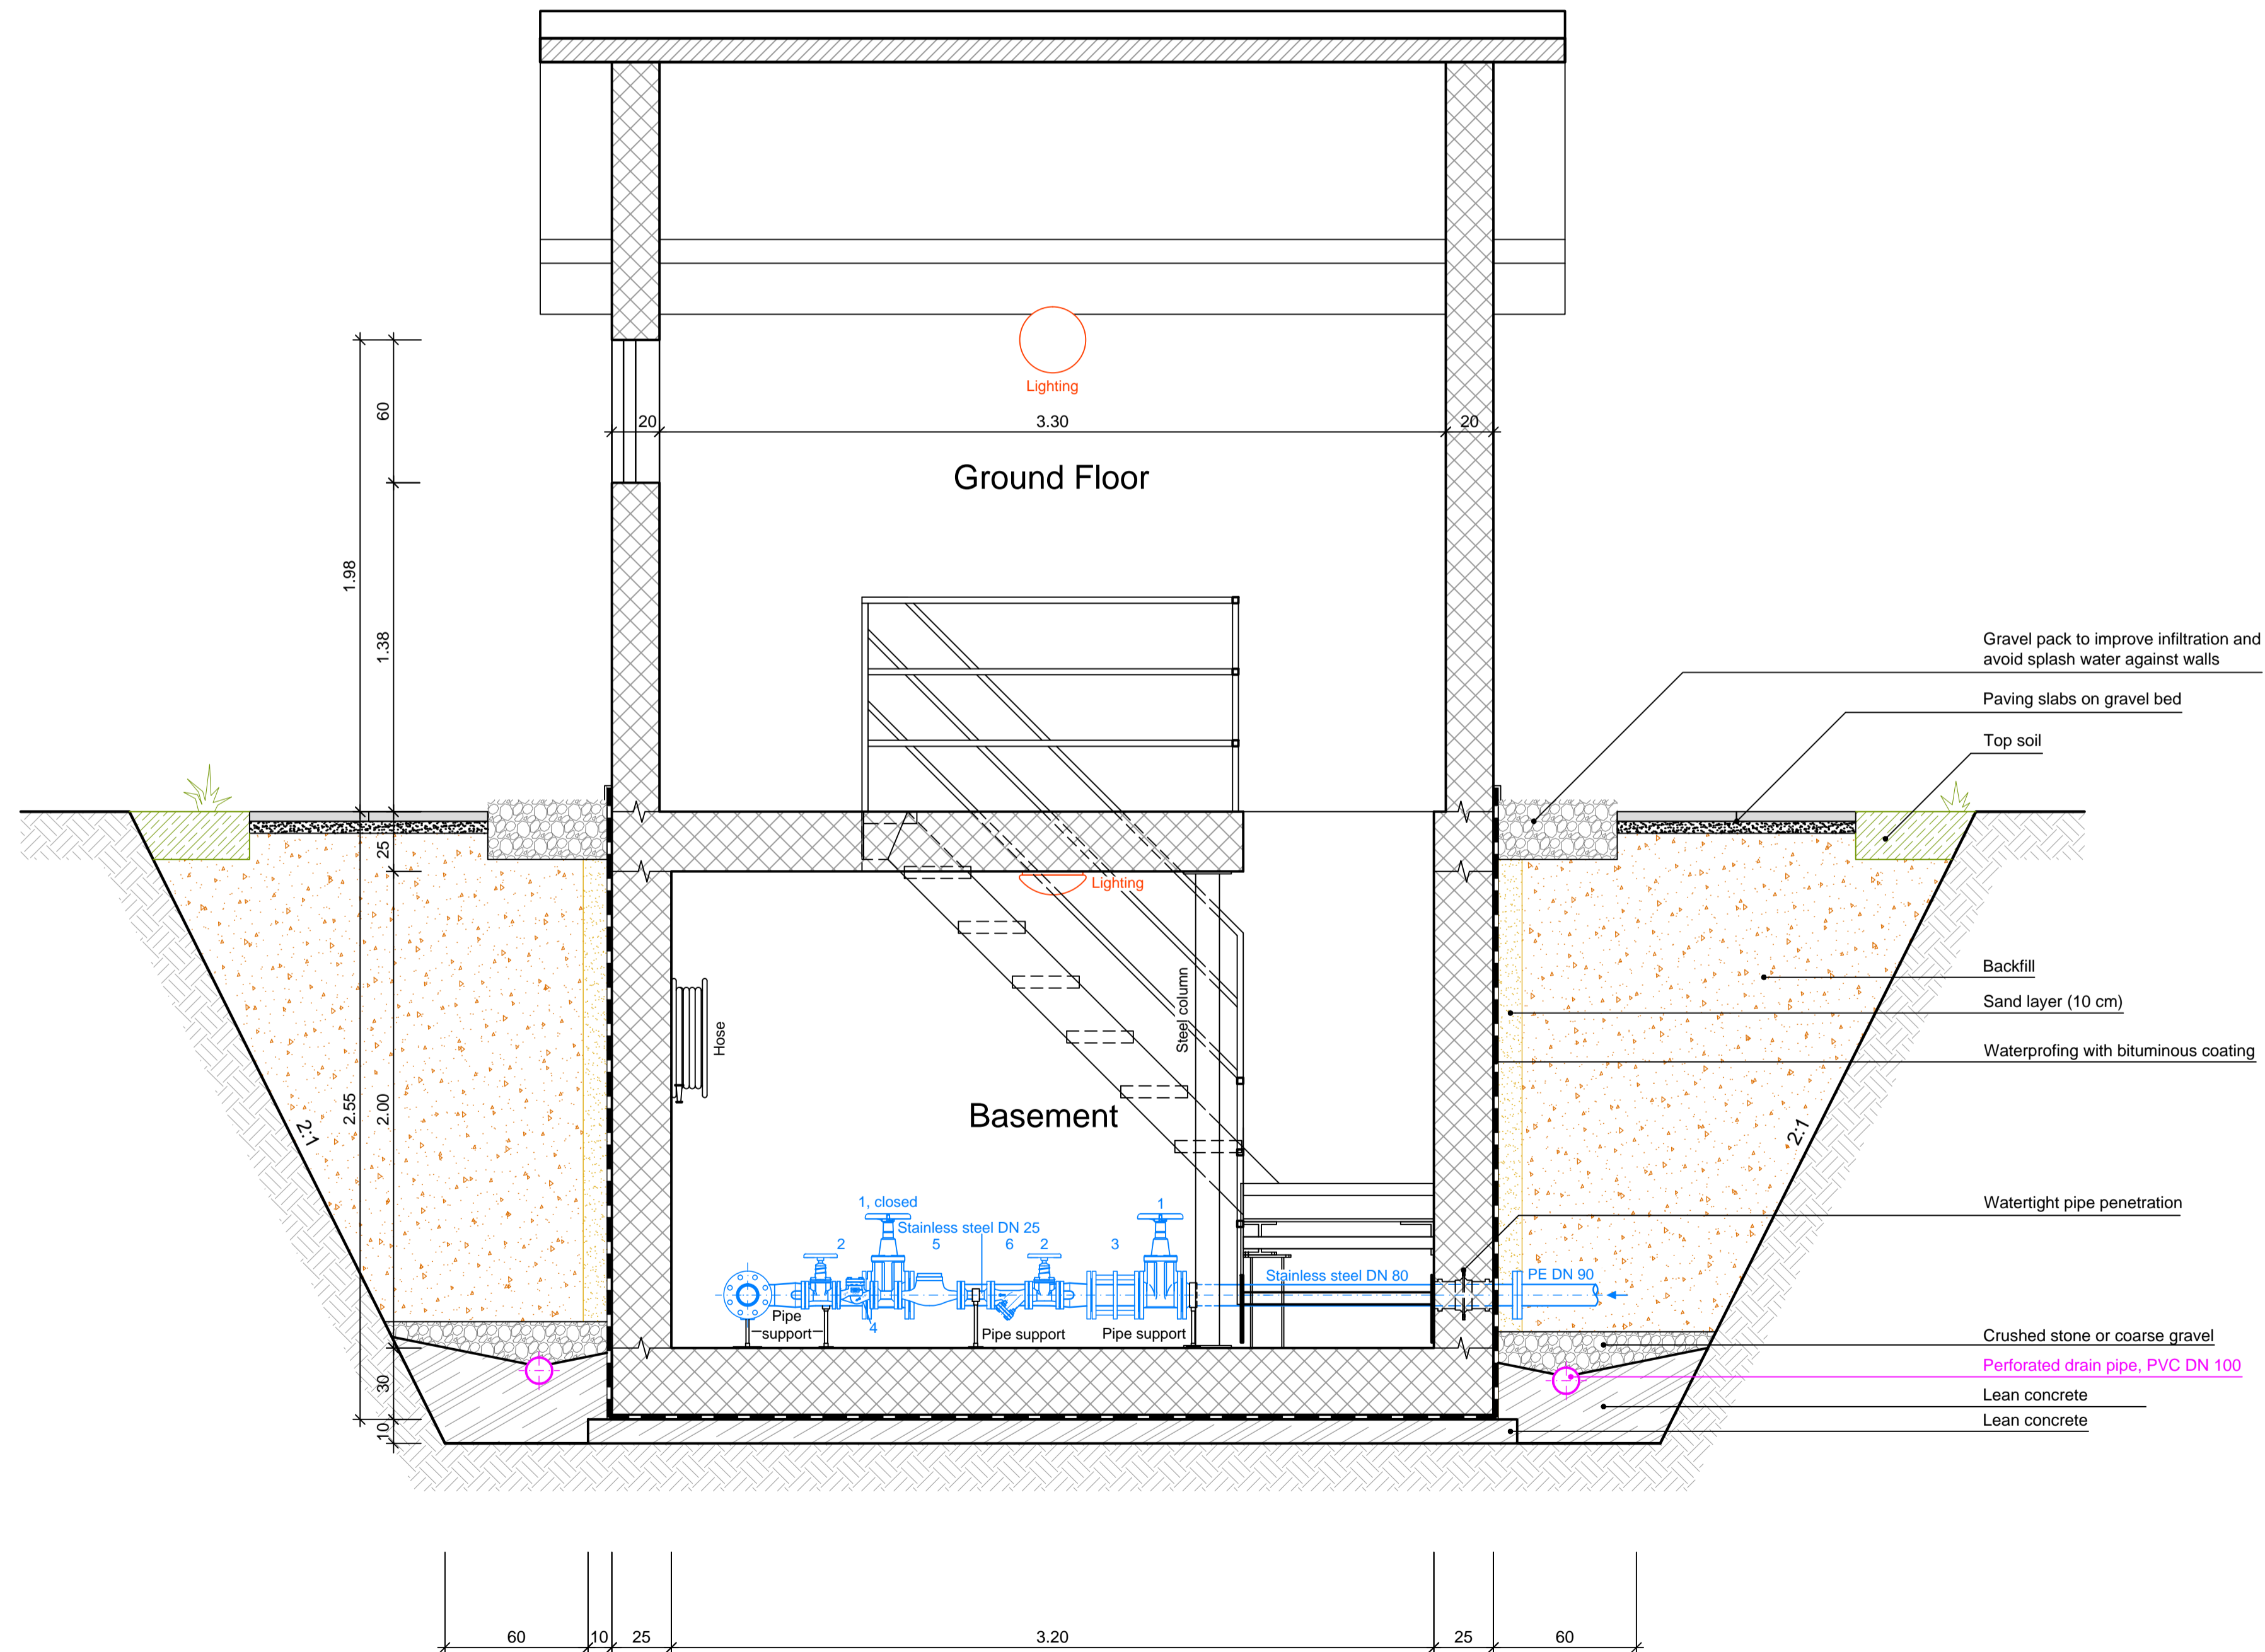 Lighting
60
20
3.30
20
Ground Floor
1.98
1.38
Gravel pack to improve infiltration and
avoid splash water against walls
Paving slabs on gravel bed
Top soil
25
Lighting
Backfill
Sand layer (10 cm)
Steel column
Hose
Waterprofing with bituminous coating
2.55
2.00
Basement
2:1
2:1
1, closed
1
Watertight pipe penetration
Stainless steel DN 25
2
5
6
2
3
Stainless steel DN 80
PE DN 90
Pipe
support
4
Pipe support
Pipe support
Crushed stone or coarse gravel
Perforated drain pipe, PVC DN 100
30
Lean concrete
Lean concrete
10
60
10
25
3.20
25
60